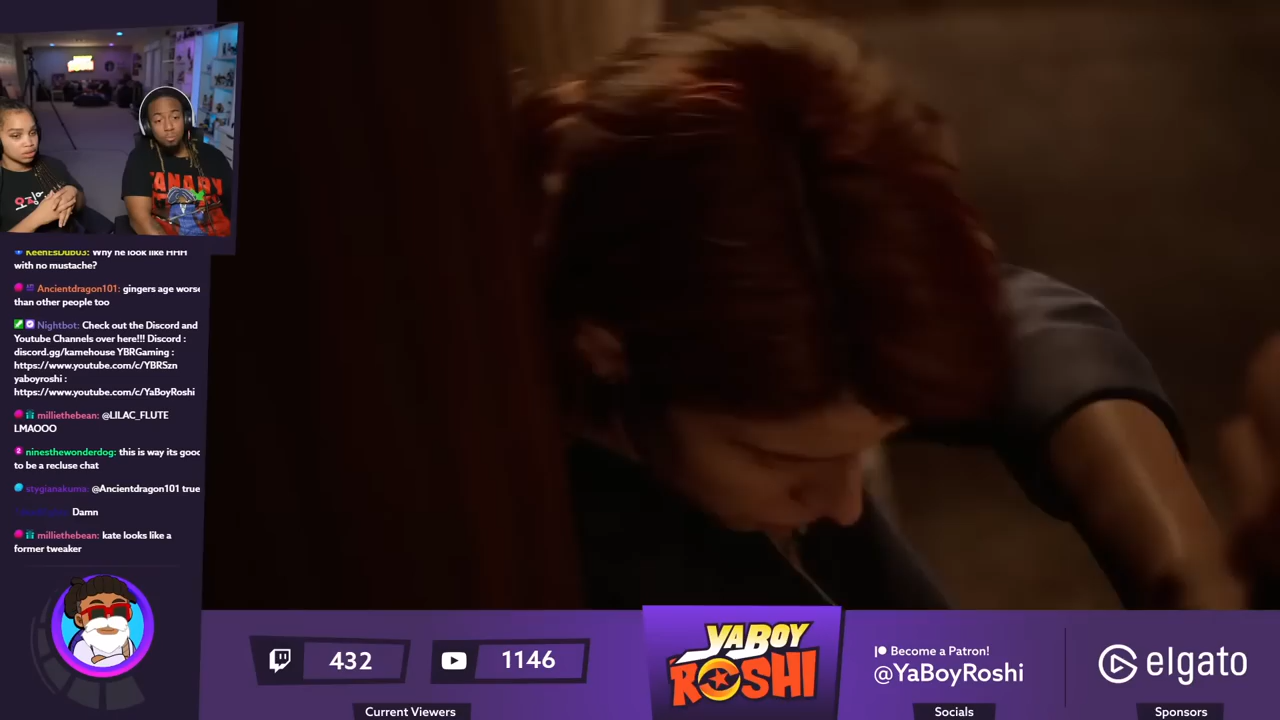 KeenEsDub03: Why he look like HHH
with no mustache?
Ancientdragon101: gingers age worse
than other people too
Nightbot: Check out the Discord and
Youtube Channels over here!!! Discord :
discord.gg/kamehouse YBRGaming :
https://www.youtube.com/c/YBRSzn
yaboyroshi :
https://www.youtube.com/c/YaBoyRoshi
milliethebean: @LILAC_FLUTE
LMAOOO
ninesthewonderdog: this is way its good
to be a recluse chat
stygianakuma: @Ancientdragon101 true
Damn
milliethebean: kate looks like a
former tweaker
432
1146
Current Viewers
YABOY
ROSHI
Become a Patron!
@YaBoyRoshi
Socials
elgato
Sponsors